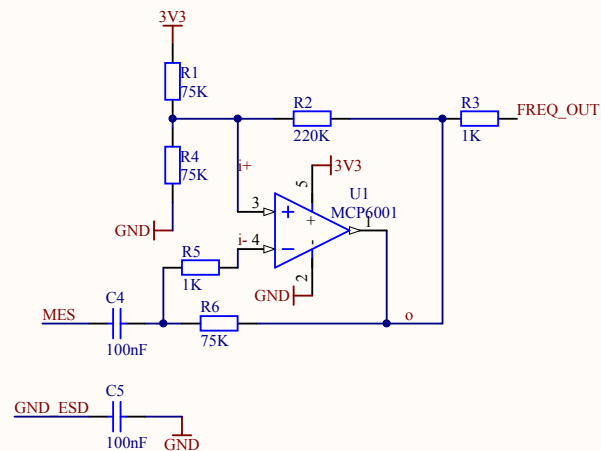 3V3
R1
75K
R2
220K
R3
1K
FREQ_OUT
R4
75K
i+
3V3
5
U1
MCP6001
3
+
+
1
GND
i-
4
-
-
R5
1K
2
GND
C4
R6
MES
o
100nF
75K
C5
GND_ESD
100nF
GND